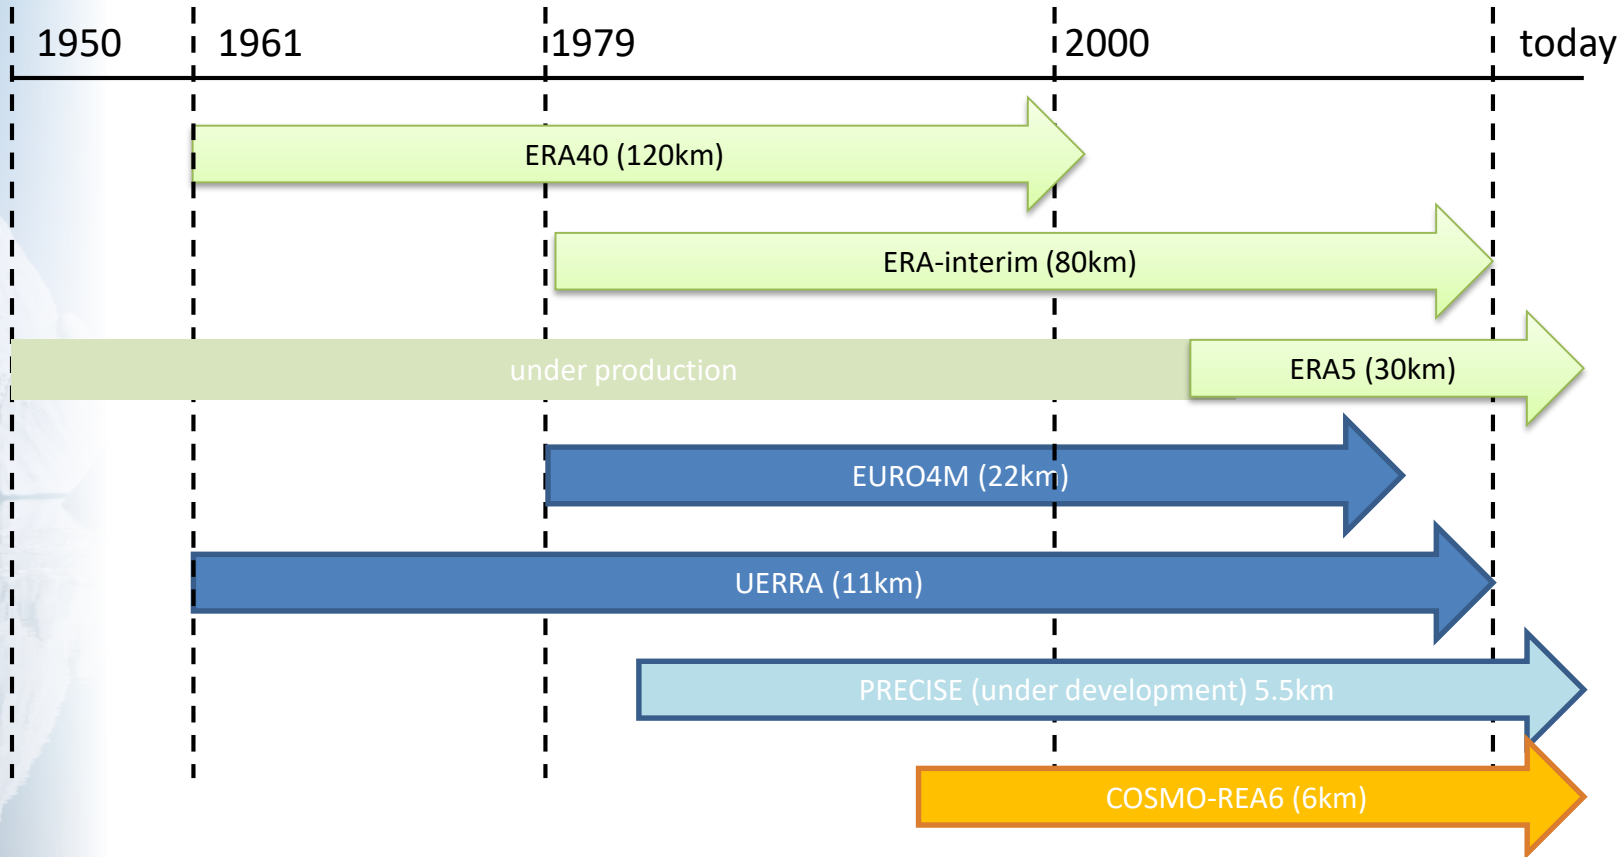 1950 1961 1979 2000 today
ERA40 (120km)
ERA-interim (80km)
under production ERA5 (30km)
EURO4M (22km)
UERRA (11km)
PRECISE (under development) 5.5km
COSMO-REA6 (6km)